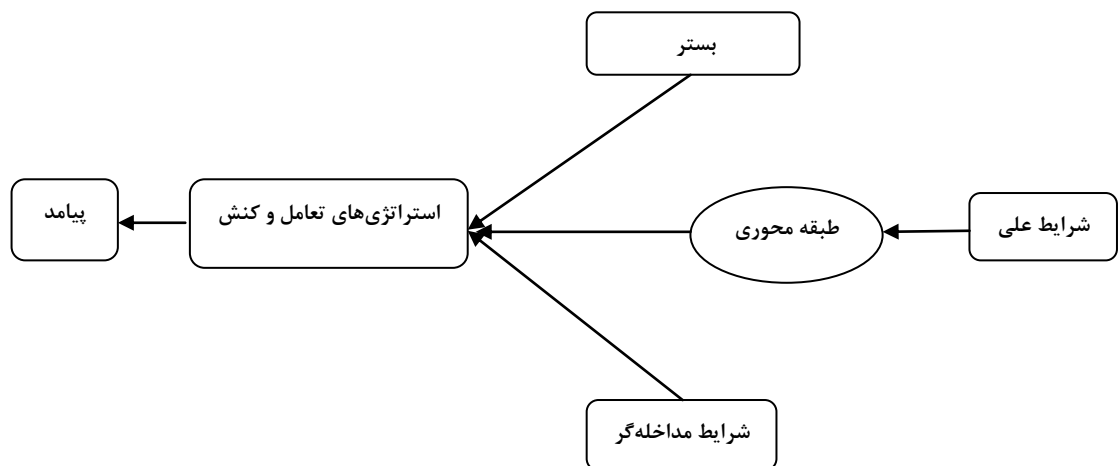 بستر
شرایط علی
طبقه محوری
استراتژی‌های تعامل و کنش
پیامد
شرایط مداخله‌گر